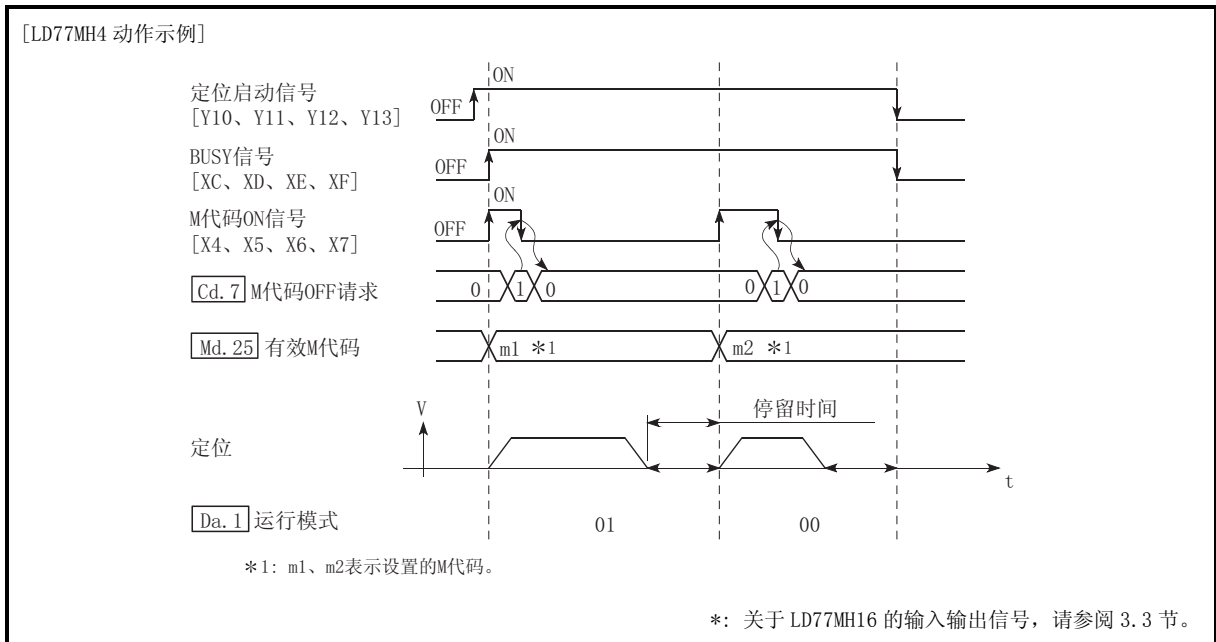 [LD77MH4 动作示例]
ON
定位启动信号
[Y10、Y11、Y12、Y13]
OFF
ON
BUSY信号
[XC、XD、XE、XF]
OFF
ON
M代码ON信号
[X4、X5、X6、X7]
OFF
Cd.7 M代码OFF请求 0 1 0 0 1 0
Md.25 有效M代码 m1 *1 m2 *1
V 停留时间
定位
t
Da.1 运行模式 01 00
*1: m1、m2表示设置的M代码。
*: 关于 LD77MH16 的输入输出信号，请参阅 3.3 节。